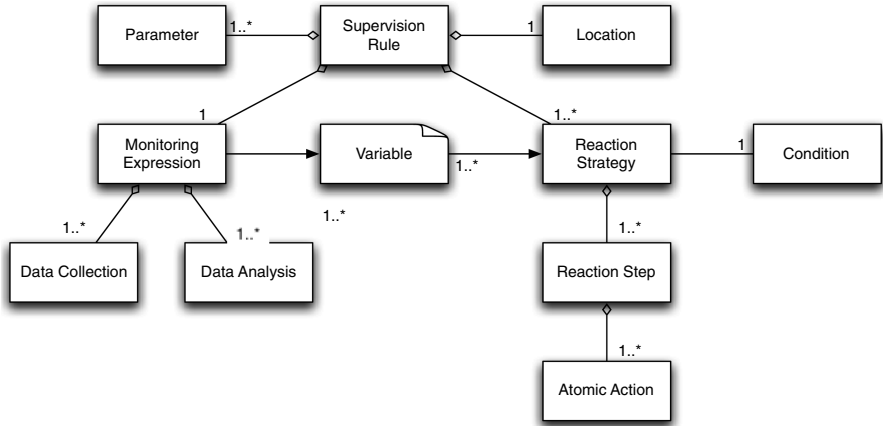 Parameter
1..*
Supervision
Rule
1
Location
1
1..*
Monitoring
Expression
Variable
1..*
Reaction
Strategy
1
Condition
1..*
1..*
1..*
1..*
Data Collection
Data Analysis
Reaction Step
1..*
Atomic Action